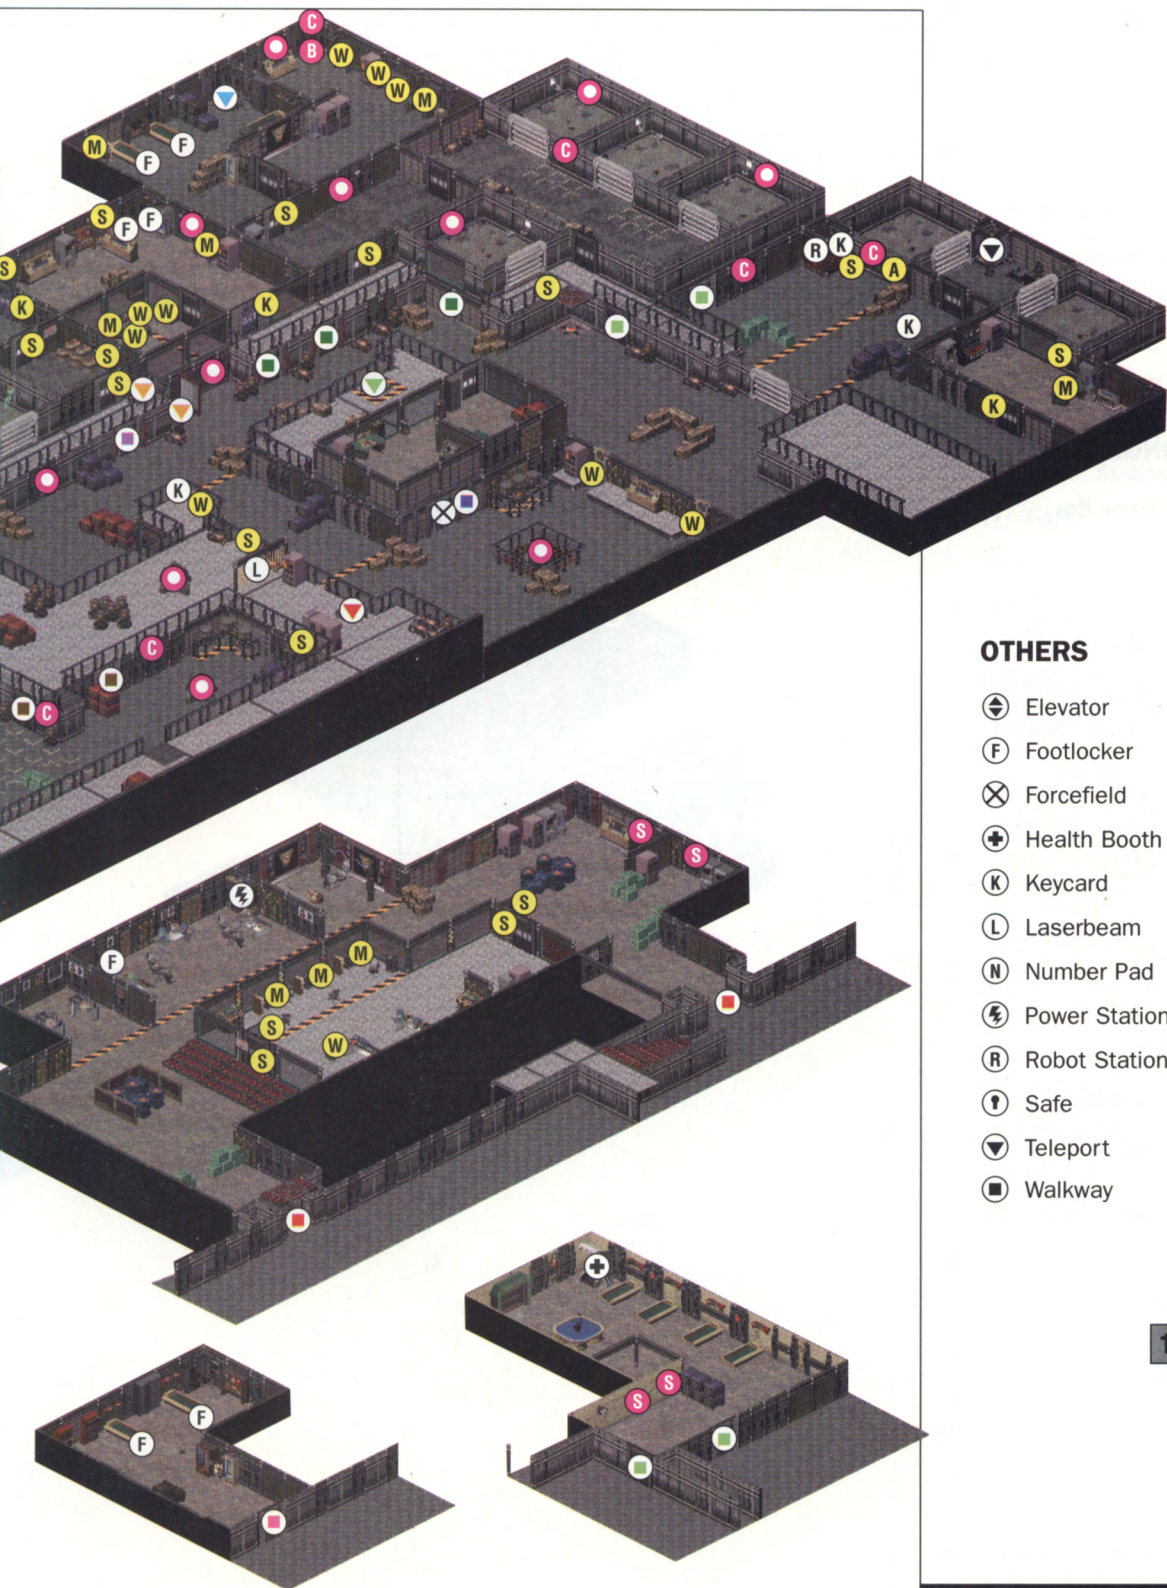 C
B
W
W
W
M
M
F
F
C
S
F
F
S
M
S
R
K
C
S
A
S
C
K
S
K
K
W
W
M
W
S
S
S
S
M
K
K
W
W
W
S
L
C
S
C
S
S
S
S
F
M
M
M
S
S
W
F
F
S
S
OTHERS
Elevator
F Footlocker
Forcefield
Health Booth
K Keycard
L Laserbeam
N Number Pad
Power Station
R Robot Station
Safe
Teleport
Walkway